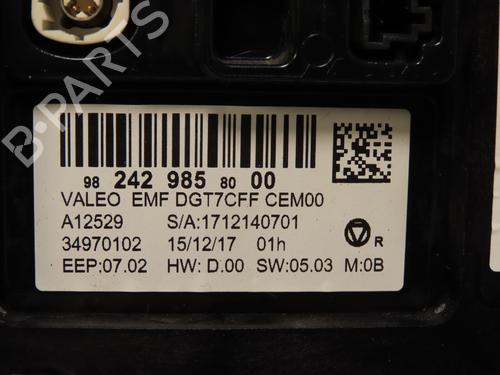 98 242 985 80 00
VALEO EMF DGT7CFF CEM00
A12529 S/A:1712140701
34970102 15/12/17 01h
R
EEP:07.02 HW: D.00 SW:05.03 M:0B
B-PARTS